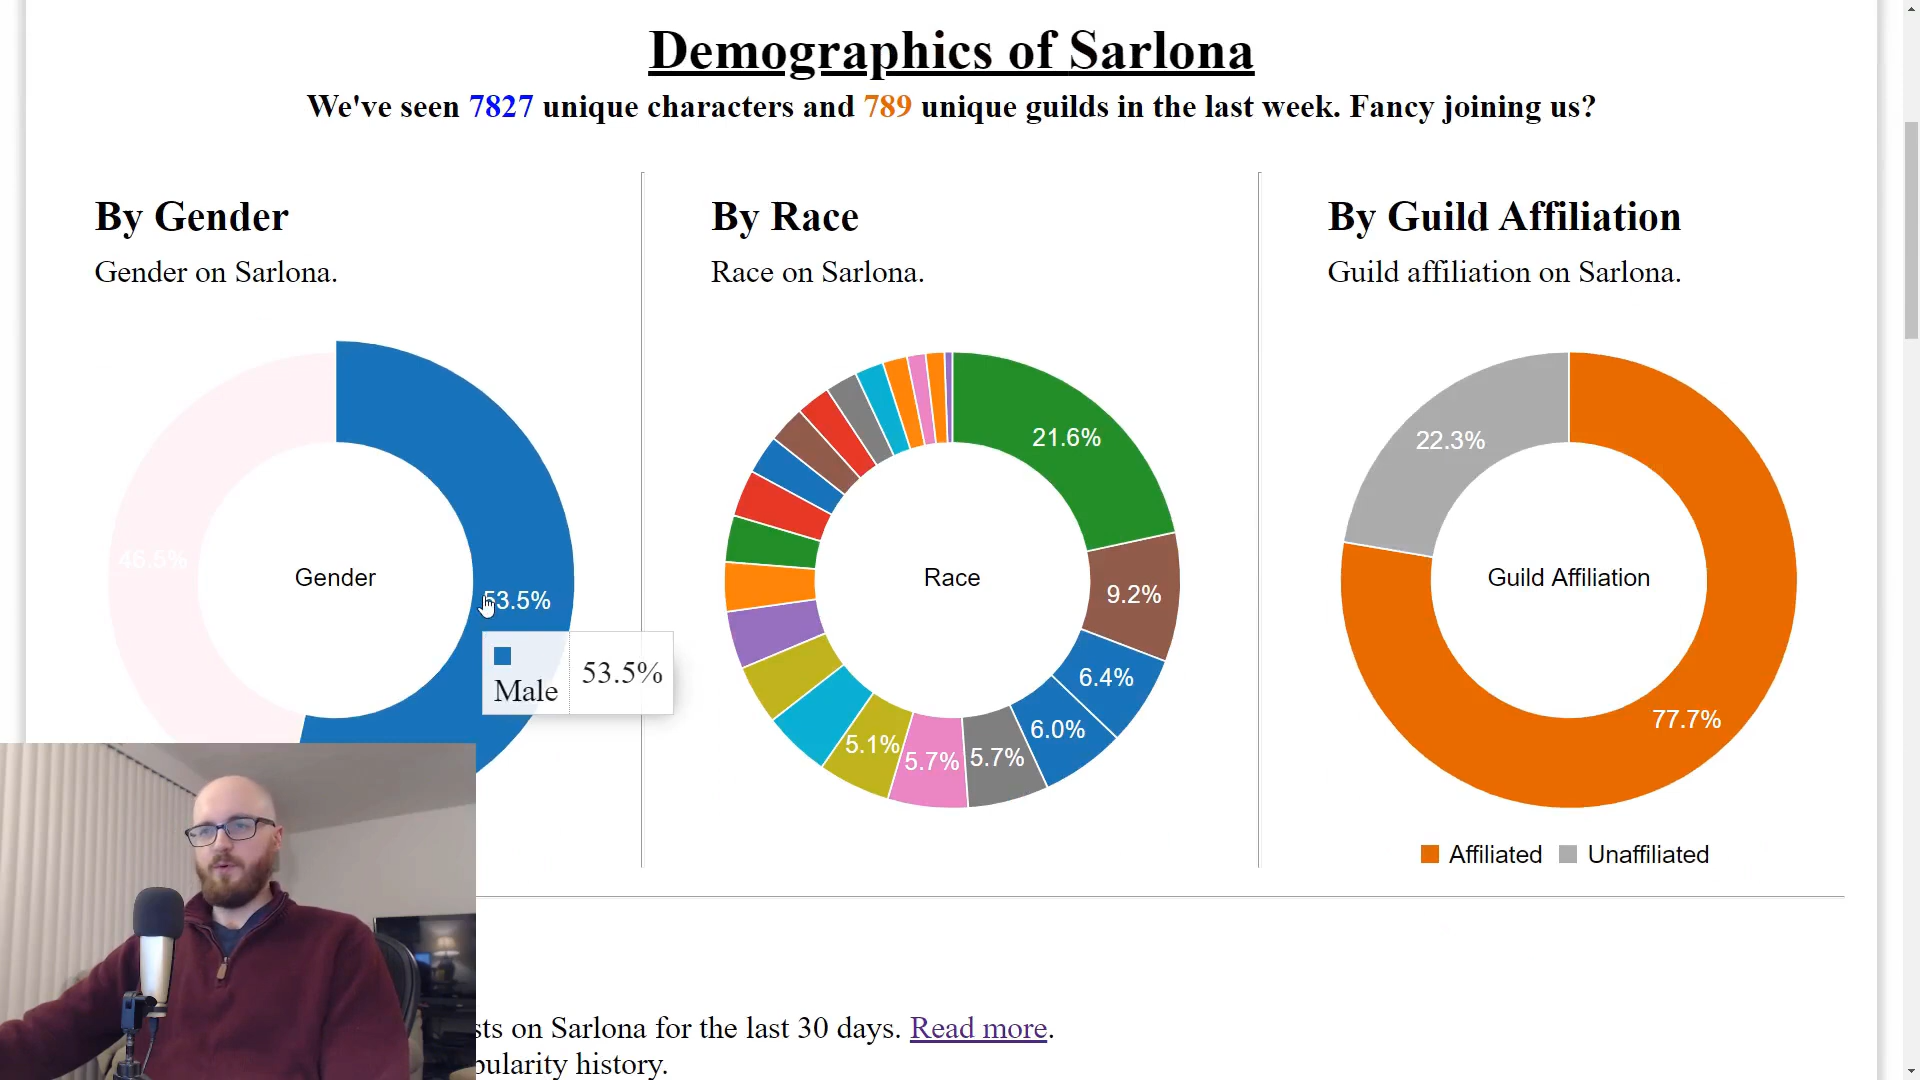 Demographics of Sarlona
We've seen 7827 unique characters and 789 unique guilds in the last week. Fancy joining us?
By Gender
Gender on Sarlona.
46.5%
Gender
53.5%
Male
53.5%
By Race
Race on Sarlona.
21.6%
9.2%
6.4%
6.0%
5.7%
5.7%
5.1%
Race
By Guild Affiliation
Guild affiliation on Sarlona.
22.3%
Guild Affiliation
77.7%
Affiliated Unaffiliated
sts on Sarlona for the last 30 days. Read more.
pularity history.